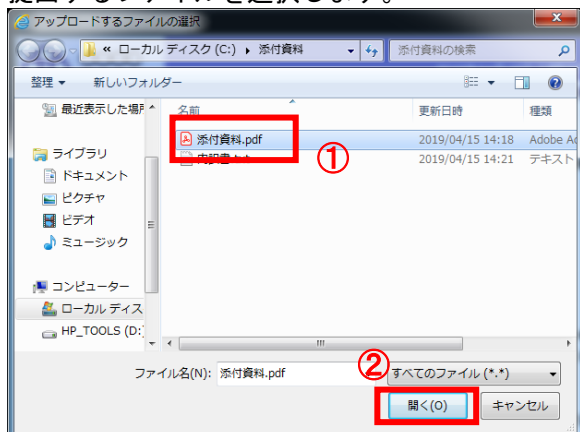 提出するファイルを選択します。
アップロードするファイルの選択
« ローカル ディスク (C:) ▸ 添付資料
添付資料の検索
整理 ▼ 新しいフォルダー
最近表示した場所
名前 更新日時 種類
添付資料.pdf 2019/04/15 14:18 Adobe Ac
2019/04/15 14:21 テキスト
①
ライブラリ
ドキュメント
ピクチャ
ビデオ
ミュージック
コンピューター
ローカル ディス
HP_TOOLS (D:)
ファイル名(N): 添付資料.pdf
②
すべてのファイル (*.*)
開く(O) キャンセル